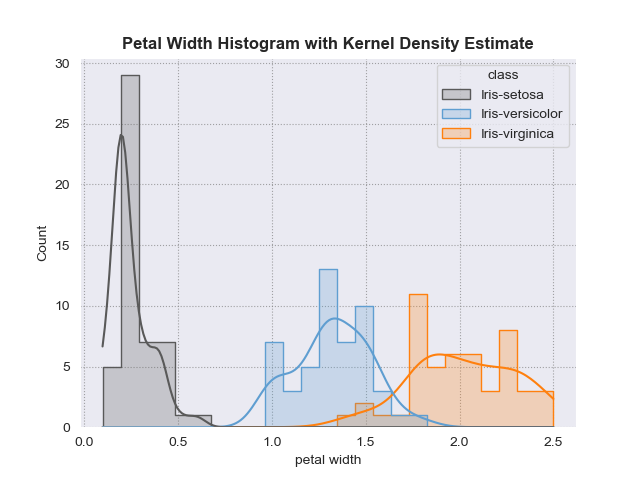 Petal Width Histogram with Kernel Density Estimate
class
Iris-setosa
Iris-versicolor
Iris-virginica
Count
30
25
20
15
10
5
0
0.0 0.5 1.0 1.5 2.0 2.5
petal width